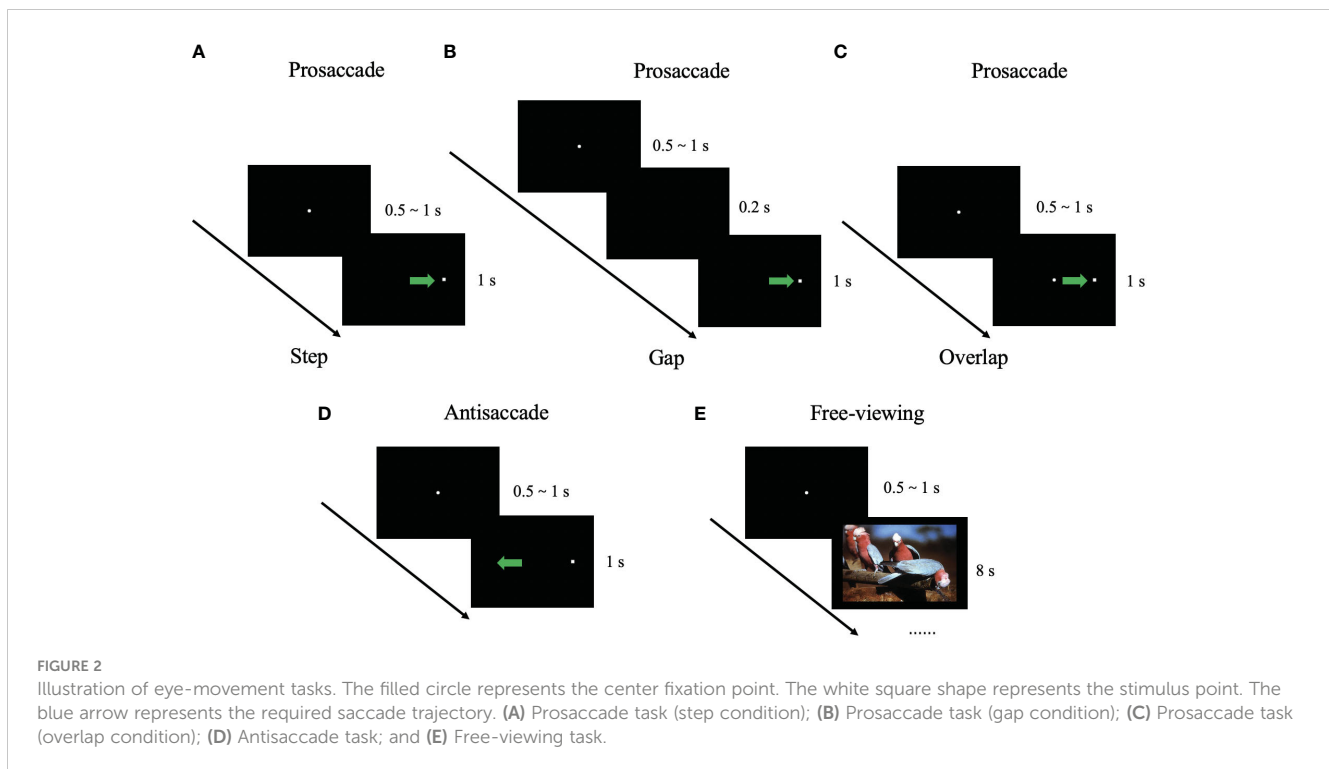 A
Prosaccade
0.5 ~ 1 s
1 s
Step
B
Prosaccade
0.5 ~ 1 s
0.2 s
1 s
Gap
C
Prosaccade
0.5 ~ 1 s
1 s
Overlap
D
Antisaccade
0.5 ~ 1 s
1 s
E
Free-viewing
0.5 ~ 1 s
8 s
......
FIGURE 2
Illustration of eye-movement tasks. The filled circle represents the center fixation point. The white square shape represents the stimulus point. The
blue arrow represents the required saccade trajectory. (A) Prosaccade task (step condition); (B) Prosaccade task (gap condition); (C) Prosaccade task
(overlap condition); (D) Antisaccade task; and (E) Free-viewing task.